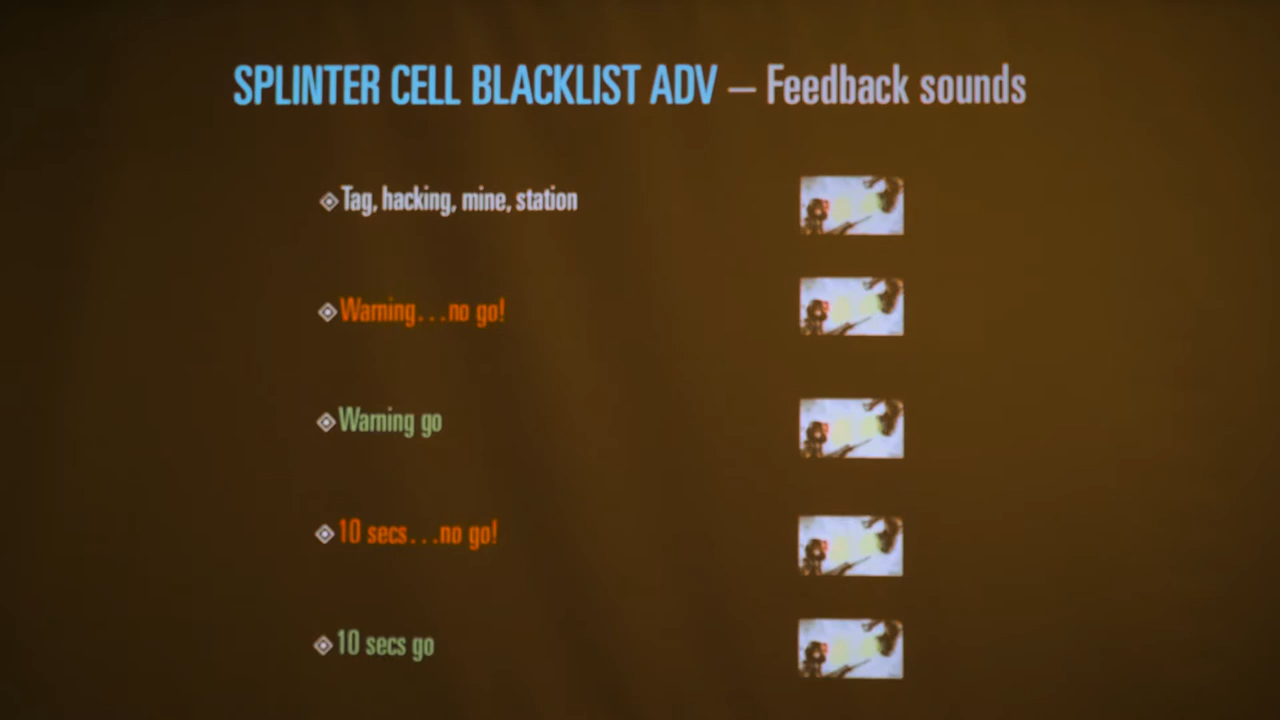 SPLINTER CELL BLACKLIST ADV – Feedback sounds
Tag, hacking, mine, station
Warning...no go!
Warning go
10 secs...no go!
10 secs go